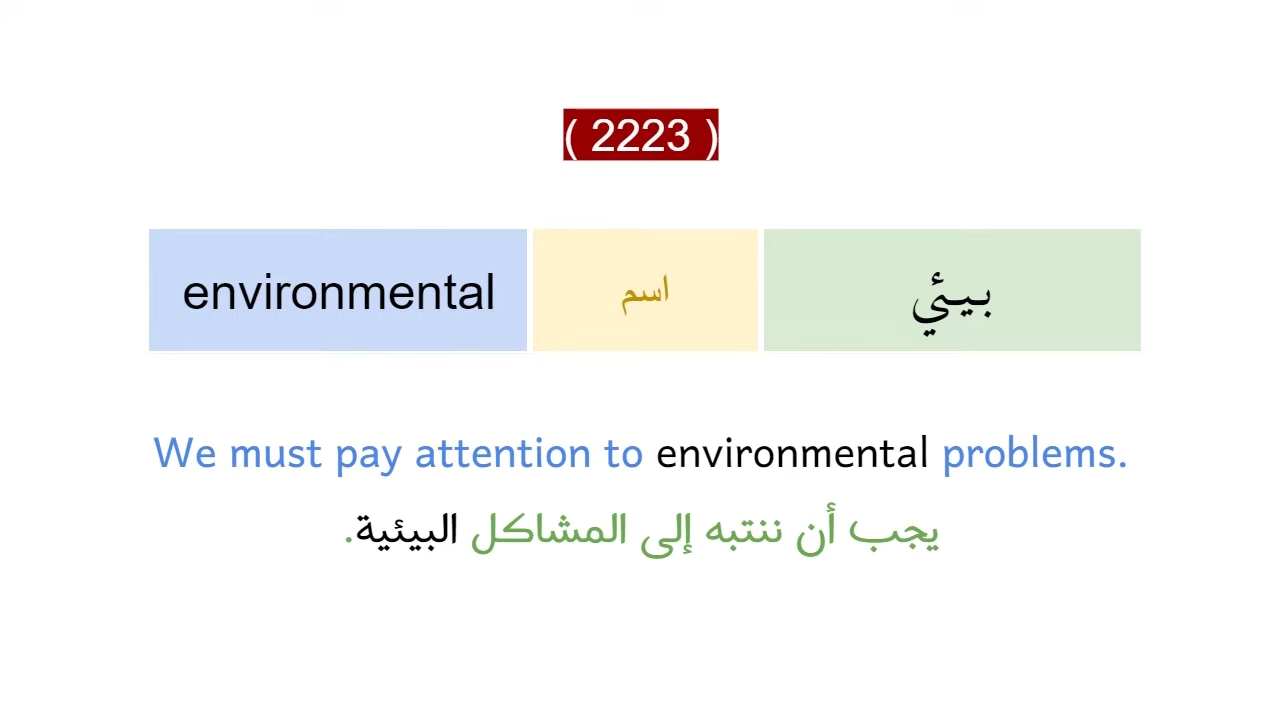 ( 2223 )
environmental اسم بيئي
We must pay attention to environmental problems.
يجب أن ننتبه إلى المشاكل البيئية.